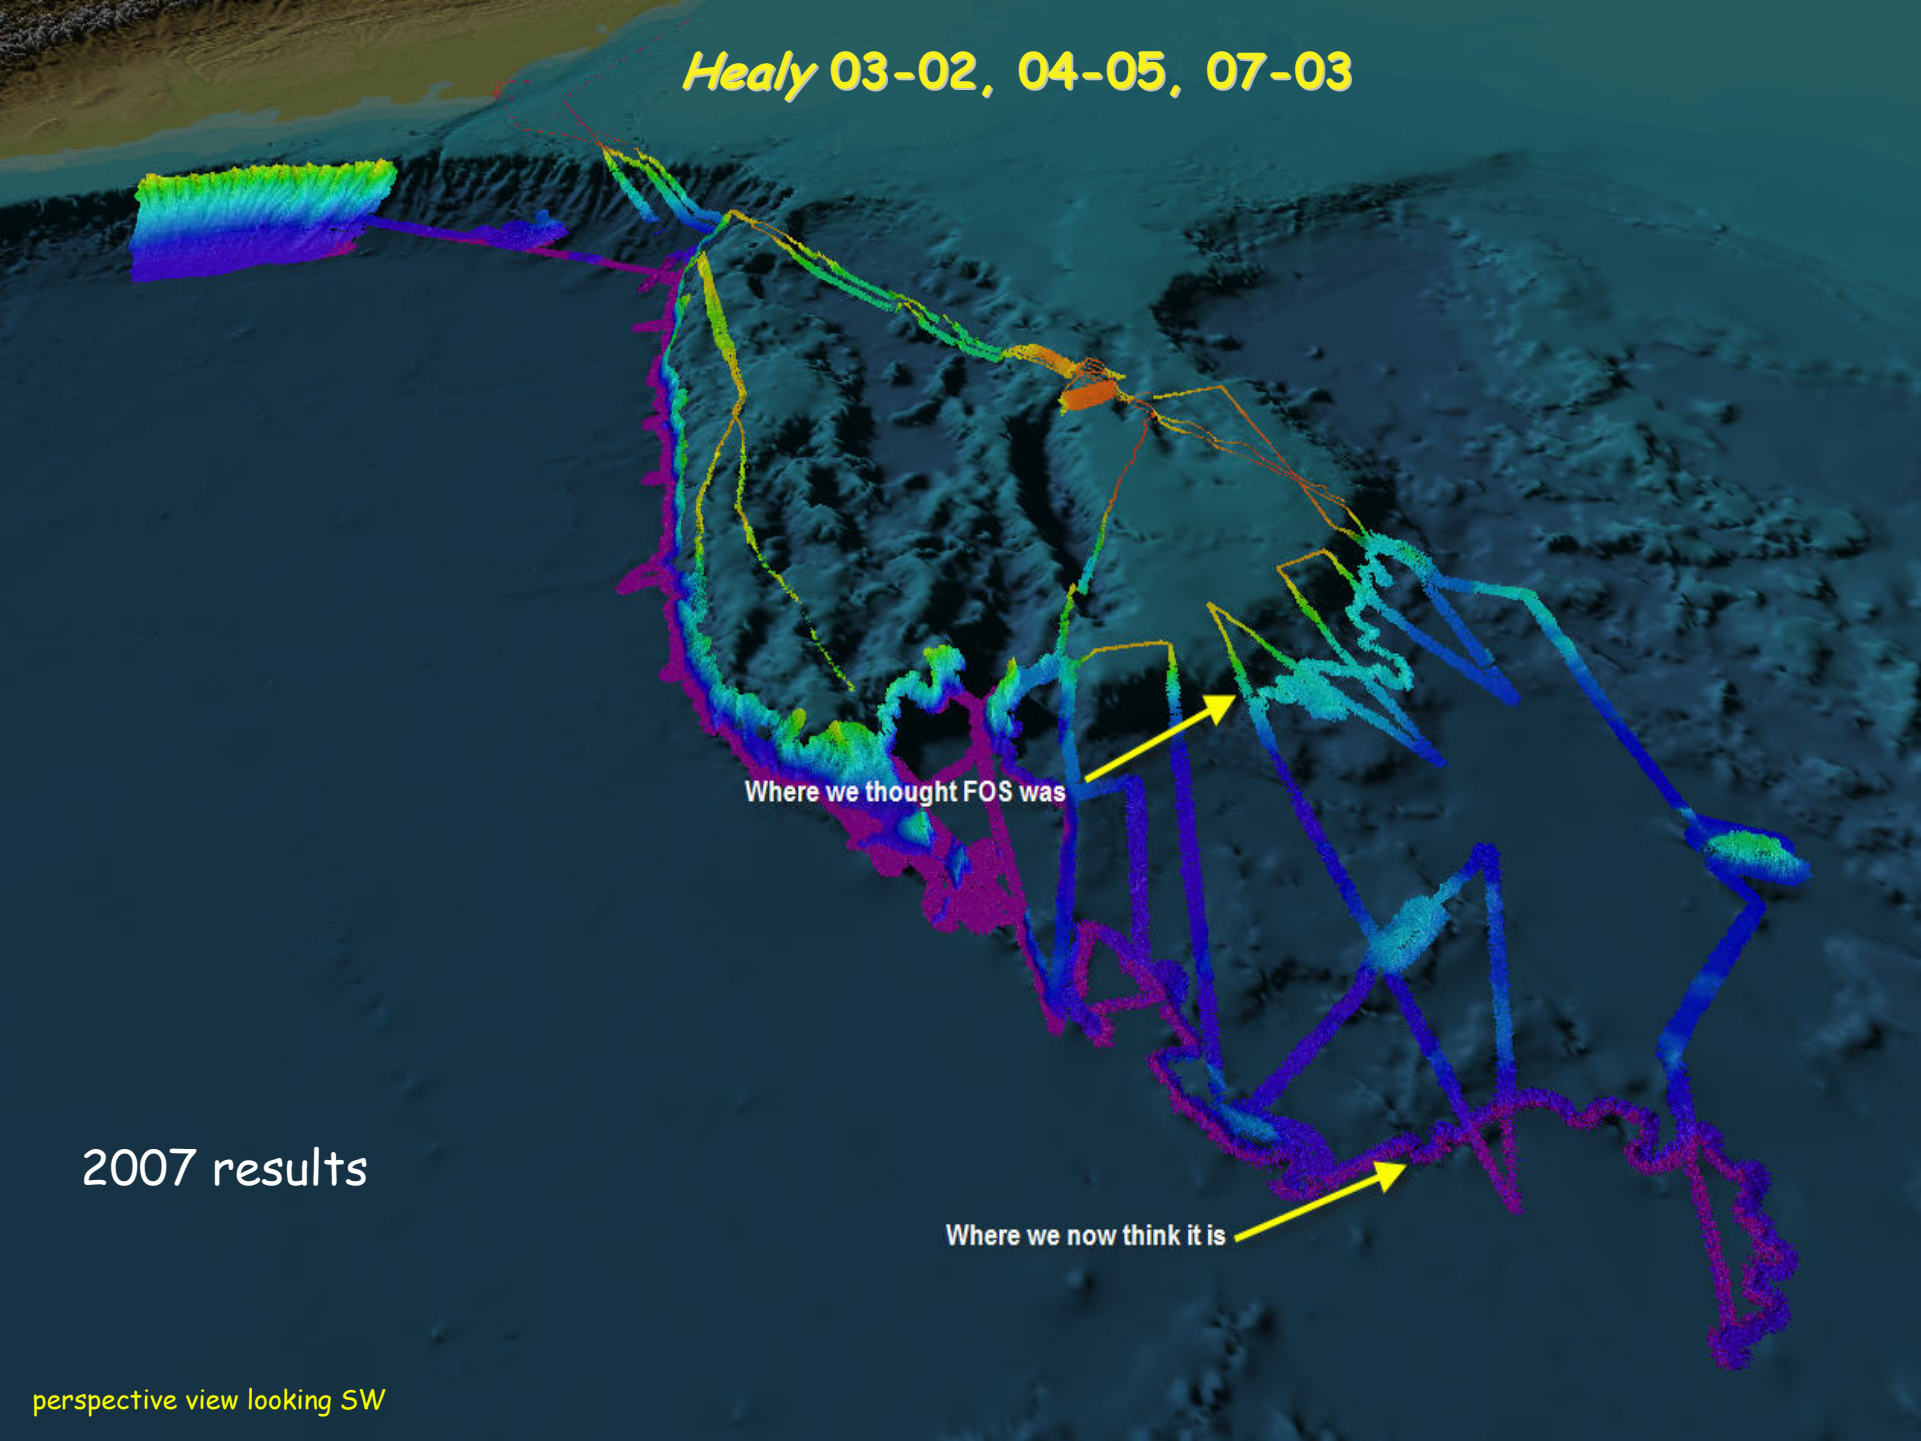 Healy 03-02, 04-05, 07-03
Where we thought FOS was
2007 results
Where we now think it is
perspective view looking SW